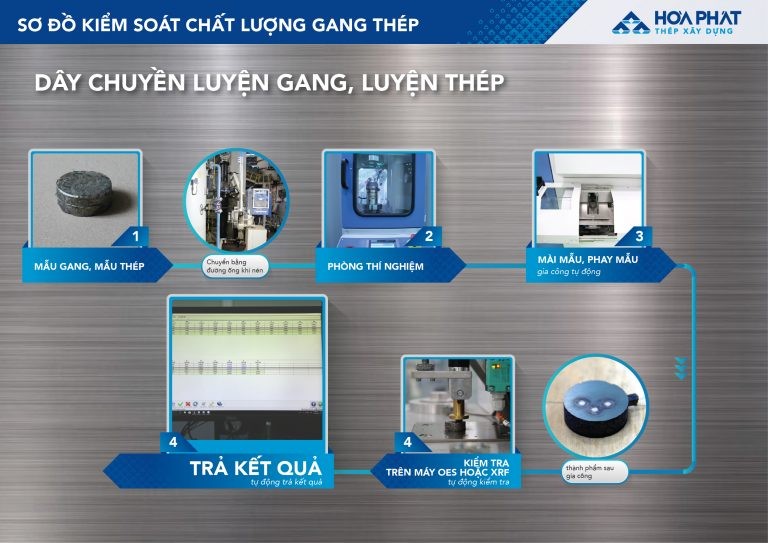 SƠ ĐỒ KIỂM SOÁT CHẤT LƯỢNG GANG THÉP
HÒA PHÁT
THÉP XÂY DỰNG
DÂY CHUYỀN LUYỆN GANG, LUYỆN THÉP
1
MẪU GANG, MẪU THÉP
Chuyển bằng
đường ống khí nén
2
PHÒNG THÍ NGHIỆM
3
MÀI MẪU, PHAY MẪU
gia công tự động
thành phẩm sau
gia công
4
KIỂM TRA
TRÊN MÁY OES HOẶC XRF
tự động kiểm tra
4
TRẢ KẾT QUẢ
tự động trả kết quả